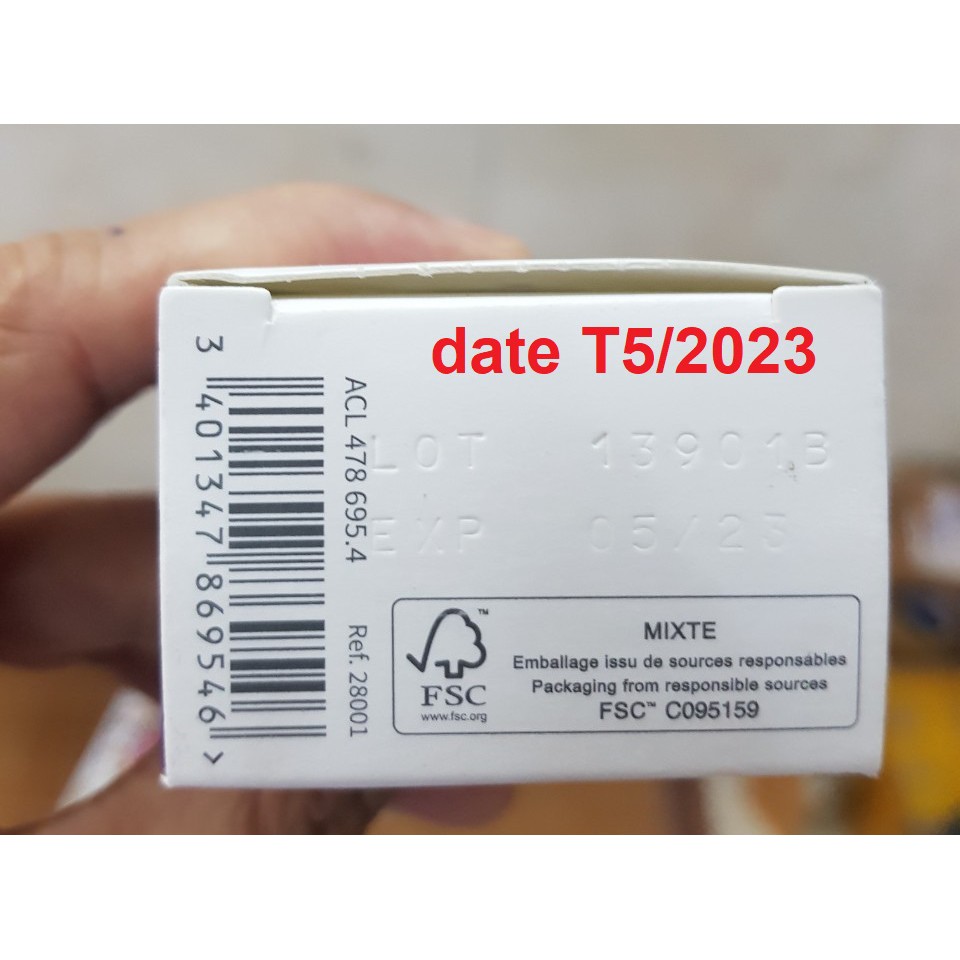 date T5/2023
LOT 13901B
EXP 05/23
3 401347 869546 >
ACL 478 695.4
Ref. 28001
FSC
www.fsc.org
™
MIXTE
Emballage issu de sources responsables
Packaging from responsible sources
FSC™ C095159